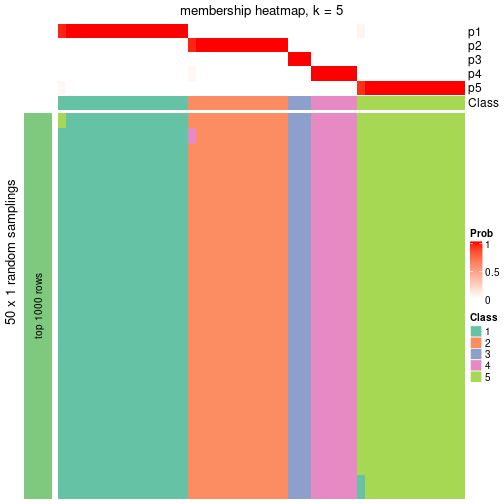 membership heatmap, k = 5
p1
p2
p3
p4
p5
Class
50 x 1 random samplings
top 1000 rows
Prob
1
0.5
0
Class
1
2
3
4
5